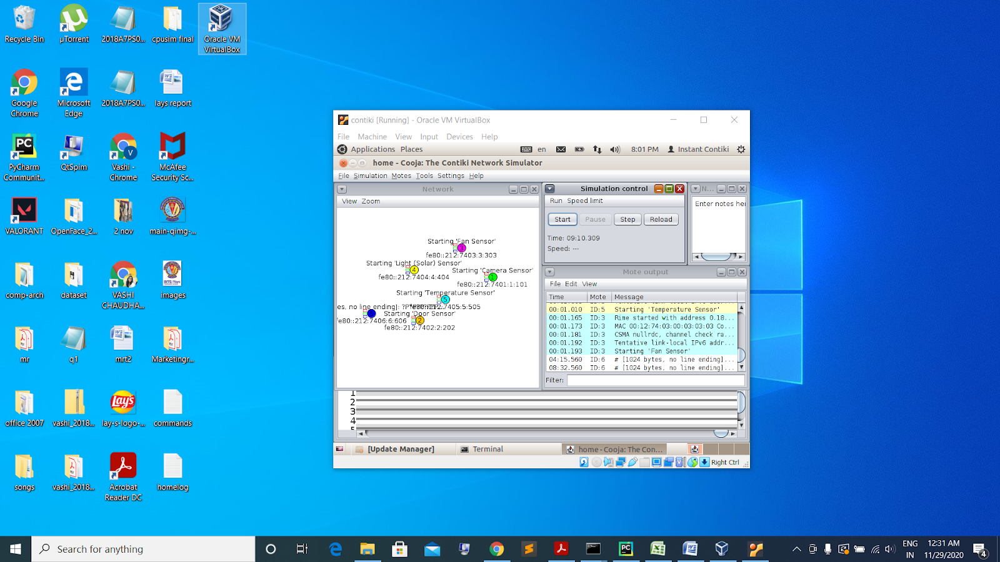 Recycle Bin
µTorrent
2018A7PS0...
cpusim final
Oracle VM
VirtualBox
Google
Chrome
Microsoft
Edge
2018A7PS0...
lays report
PyCharm
Communit...
QtSpim
Vashi -
Chrome
McAfee
Security Sc...
VALORANT
OpenFace_2...
2 nov
main-qimg-...
comp-arch
dataset
VASHI
CHAUDHA...
images
mr
q1
mrt2
Marketingr...
office 2007
vashi_2018...
lay-s-logo-...
commands
songs
vashi_2018...
Acrobat
Reader DC
homelog
contiki [Running] - Oracle VM VirtualBox
File Machine View Input Devices Help
Applications Places en 8:01 PM Instant Contiki
home - Cooja: The Contiki Network Simulator
File Simulation Motes Tools Settings Help
Network
View Zoom
Starting 'Fan Sensor'
3
fe80::212:7403:3:303
Starting 'Light (Solar) Sensor'
4
fe80::212:7404:4:404
Starting 'Camera Sensor'
1
fe80::212:7401:1:101
Starting 'Temperature Sensor'
5
fe80::212:7405:5:505
es, no line ending]:
Starting 'Door Sensor'
fe80::212:7406:6:606
2
fe80::212:7402:2:202
Simulation control
Run Speed limit
Start Pause Step Reload
Time: 09:10.309
Speed: ---
N...
Enter notes her
Mote output
File Edit View
Time Mote Message
00:01.010 ID:5 Starting 'Temperature Sensor'
00:01.165 ID:3 Rime started with address 0.18...
00:01.173 ID:3 MAC 00:12:74:03:00:03:03:03 Co...
00:01.181 ID:3 CSMA nullrdc, channel check ra...
00:01.192 ID:3 Tentative link-local IPv6 addr...
00:01.193 ID:3 Starting 'Fan Sensor'
04:15.560 ID:6 # [1024 bytes, no line ending]...
08:32.560 ID:6 # [1024 bytes, no line ending]...
Filter:
1
2
3
4
5
[Update Manager] Terminal home - Cooja: The Con...
Right Ctrl
Search for anything
ENG
IN
12:31 AM
11/29/2020
4